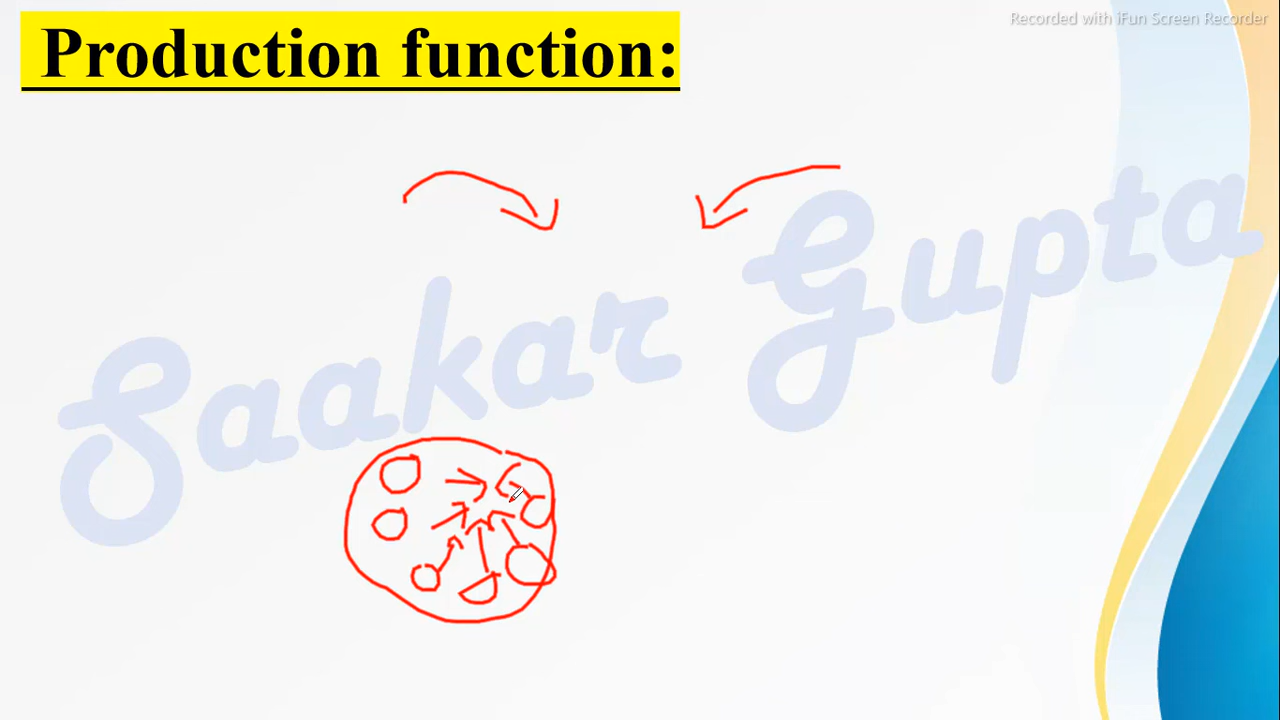 Recorded with iFun Screen Recorder
Production function:
Saakar Gupta